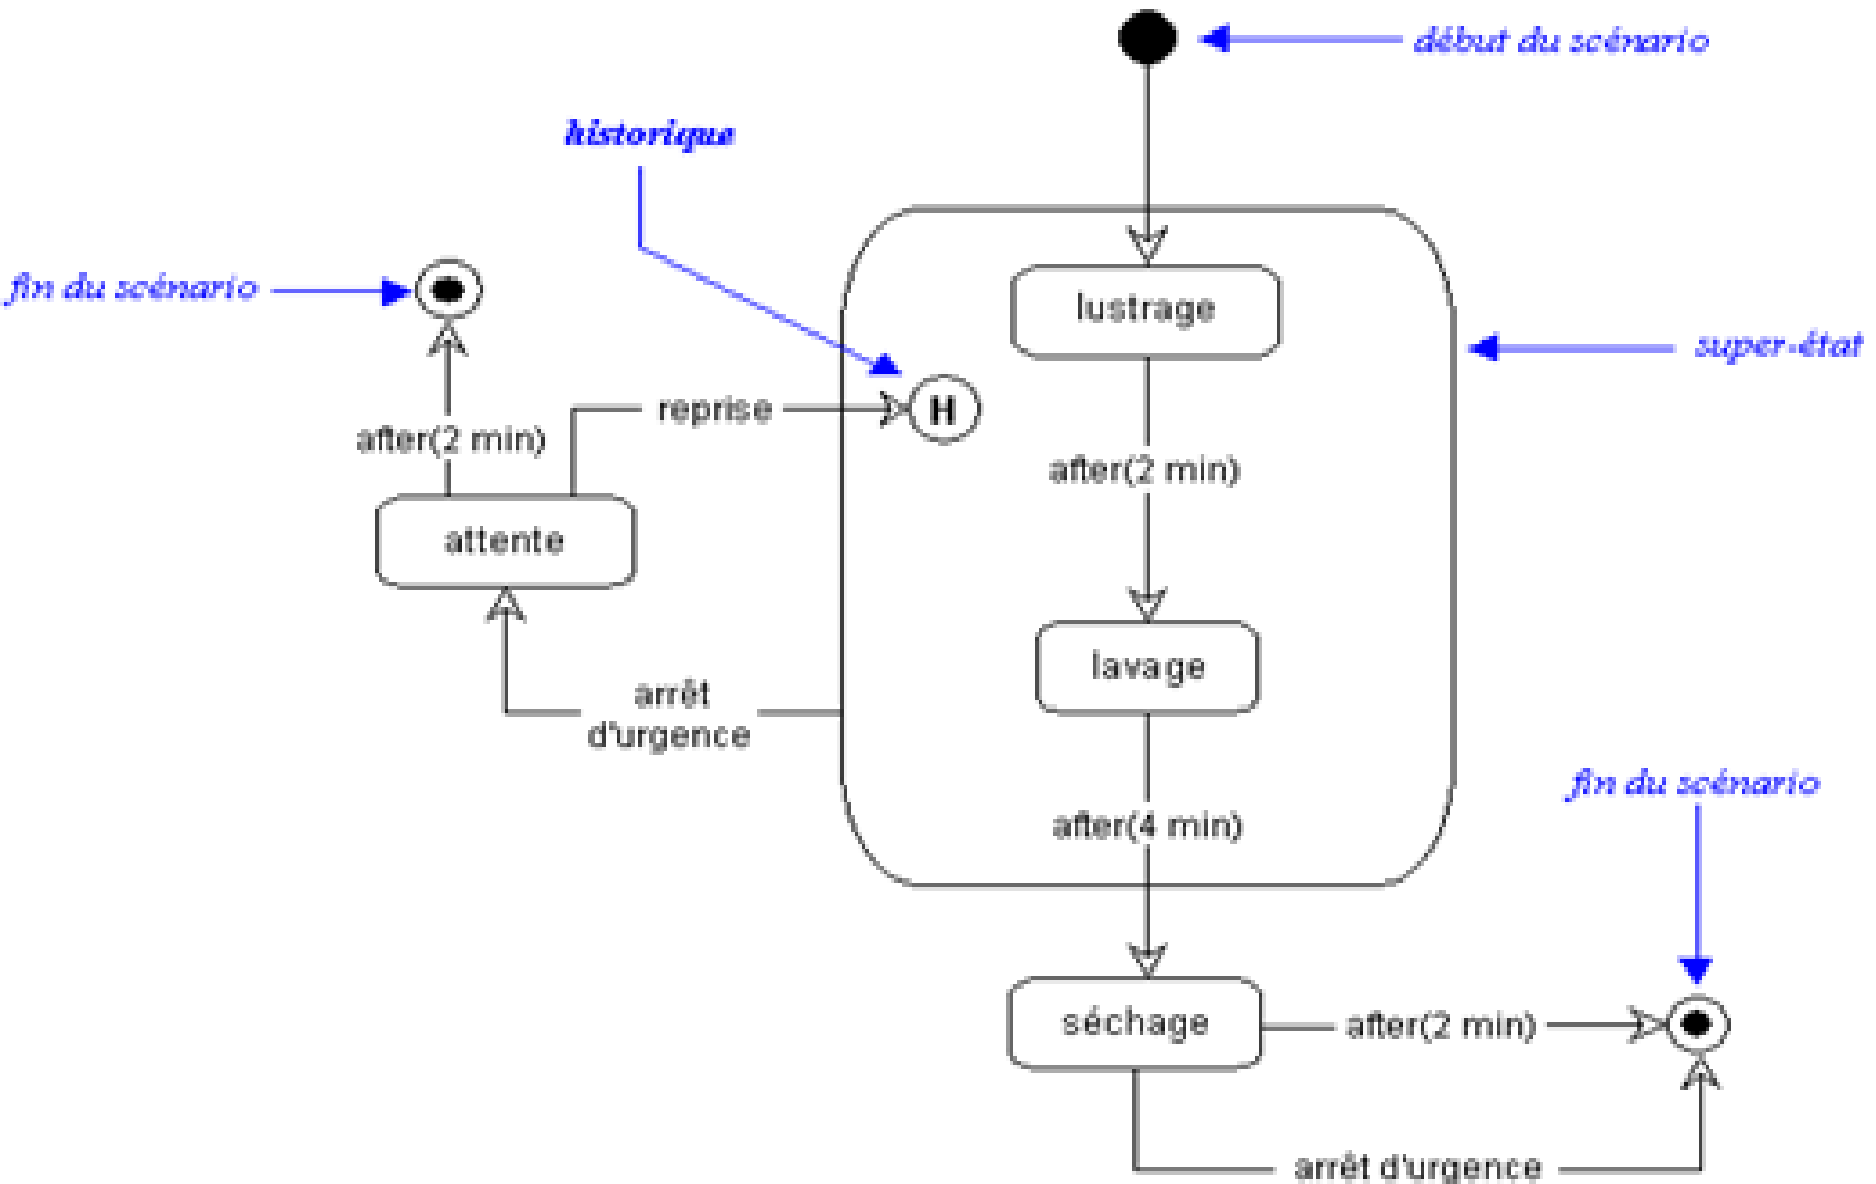 début du scénario
historique
fin du scénario
lustrage
super-état
reprise
H
after(2 min)
after(2 min)
attente
lavage
arrêt
d'urgence
fin du scénario
after(4 min)
séchage
after(2 min)
arrêt d'urgence